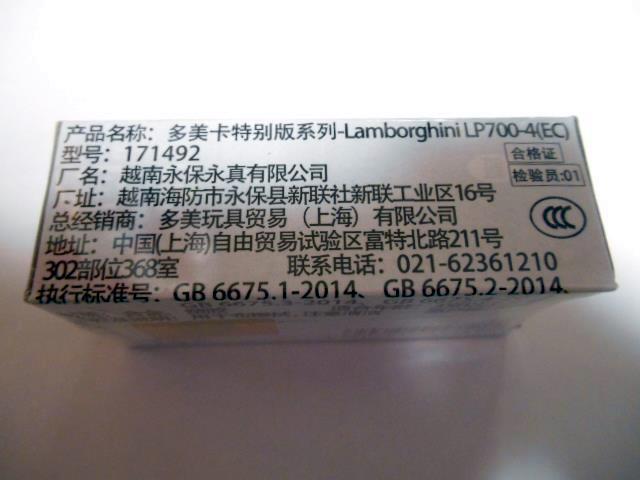 产品名称：多美卡特别版系列-Lamborghini LP700-4(EC)
型号：171492
合格证
厂名：越南永保永真有限公司
检验员:01
厂址：越南海防市永保县新联社新联工业区16号
总经销商：多美玩具贸易（上海）有限公司
CCC
地址：中国(上海)自由贸易试验区富特北路211号
302部位368室 联系电话：021-62361210
执行标准号：GB 6675.1-2014、GB 6675.2-2014、